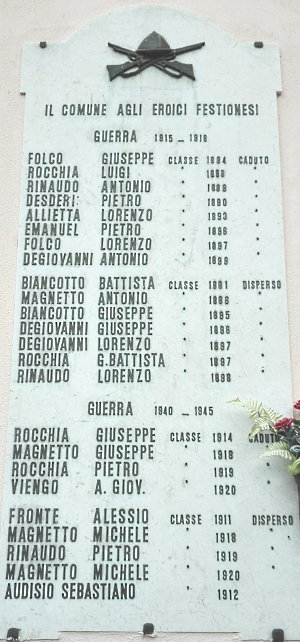 IL COMUNE AGLI EROICI FESTIONESI
GUERRA 1915 - 1918
FOLCO GIUSEPPE CLASSE 1884 CADUTO
ROCCHIA LUIGI " 1888 "
RINAUDO ANTONIO " 1889 "
DESDERI PIETRO " 1890 "
ALLIETTA LORENZO " 1893 "
EMANUEL PIETRO " 1896 "
FOLCO LORENZO " 1897 "
DEGIOVANNI ANTONIO " 1899 "
BIANCOTTO BATTISTA CLASSE 1881 DISPERSO
MAGNETTO ANTONIO " 1886 "
BIANCOTTO GIUSEPPE " 1895 "
DEGIOVANNI GIUSEPPE " 1896 "
DEGIOVANNI LORENZO " 1897 "
ROCCHIA G.BATTISTA " 1897 "
RINAUDO LORENZO " 1898 "
GUERRA 1940 - 1945
ROCCHIA GIUSEPPE CLASSE 1914 CADUTO
MAGNETTO GIUSEPPE " 1918 "
ROCCHIA PIETRO " 1919
VIENGO A. GIOV. " 1920 "
FRONTE ALESSIO CLASSE 1911 DISPERSO
MAGNETTO MICHELE " 1918 "
RINAUDO PIETRO " 1919 "
MAGNETTO MICHELE " 1920 "
AUDISIO SEBASTIANO " 1912 "